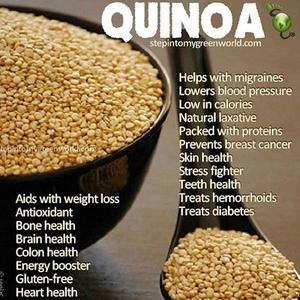 QUINOA
stepintomygreenworld.com
Helps with migraines
Lowers blood pressure
Low in calories
Natural laxative
Packed with proteins
Prevents breast cancer
Skin health
Stress fighter
Teeth health
Treats hemorrhoids
Treats diabetes
stepintomygreenworld.com
Aids with weight loss
Antioxidant
Bone health
Brain health
Colon health
Energy booster
Gluten-free
Heart health